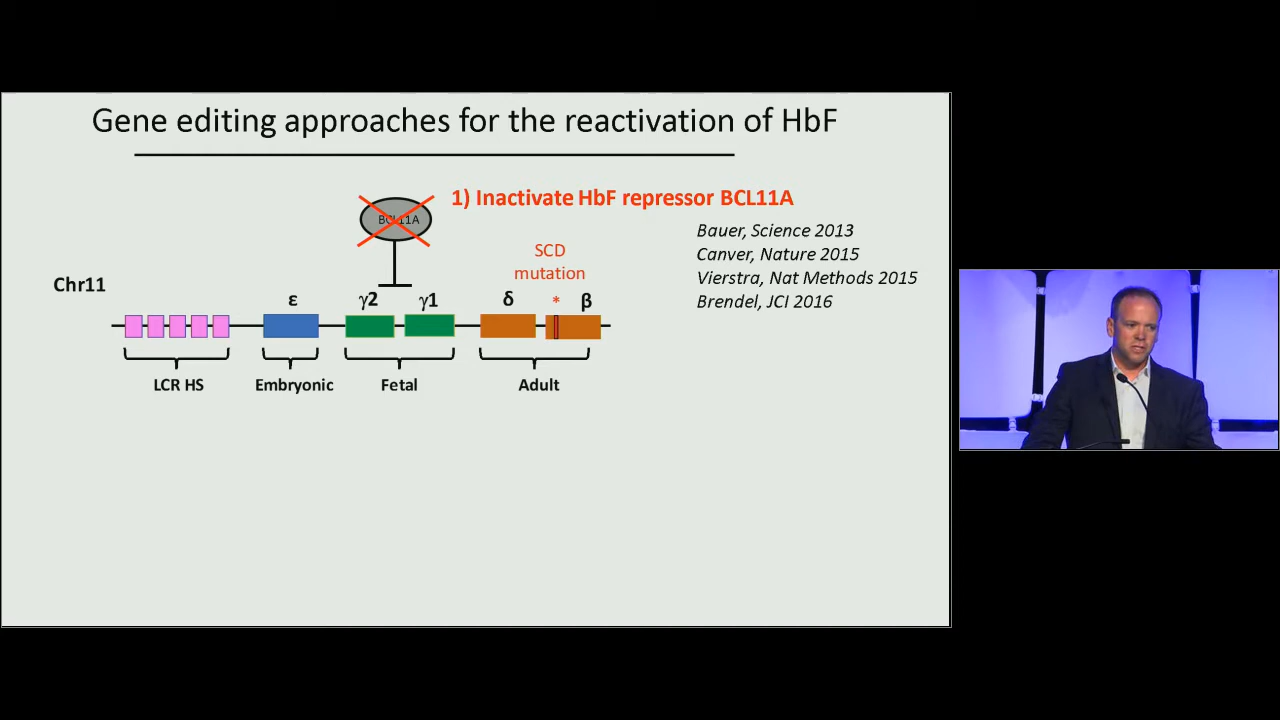 Gene editing approaches for the reactivation of HbF
1) Inactivate HbF repressor BCL11A
BCL11A
Bauer, Science 2013
Canver, Nature 2015
Vierstra, Nat Methods 2015
Brendel, JCI 2016
SCD
mutation
Chr11
ε γ2 γ1 δ * β
LCR HS Embryonic Fetal Adult